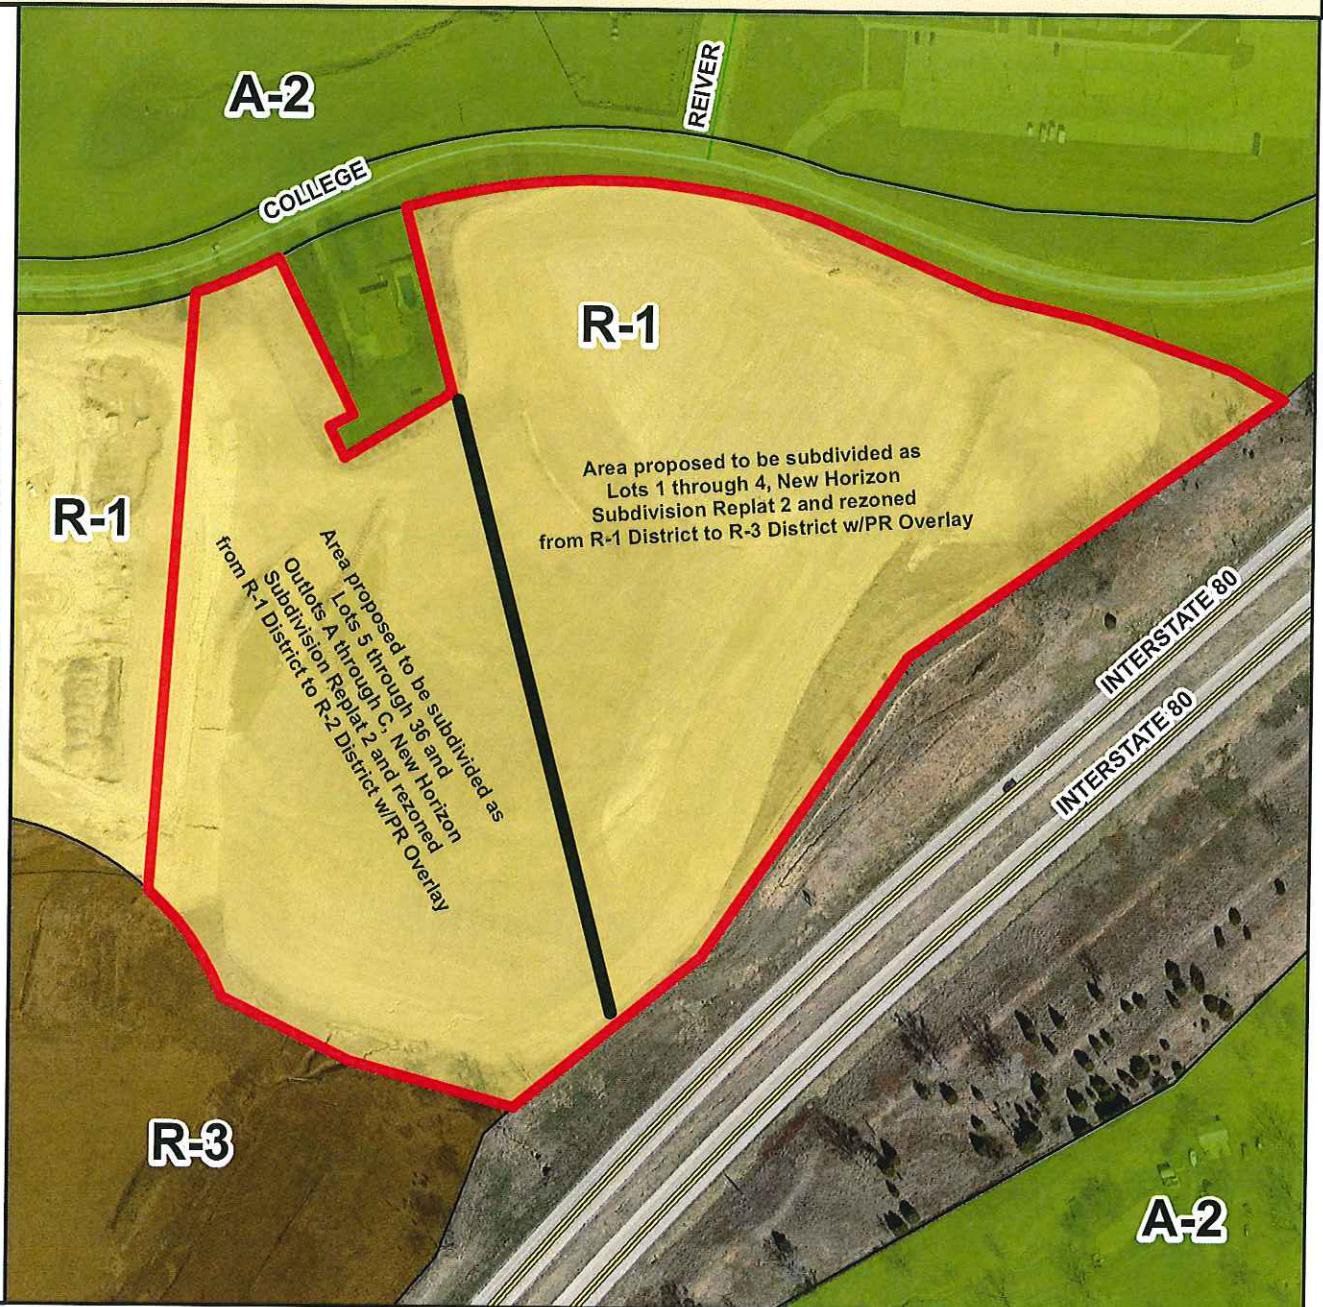 A-2
REIVER
COLLEGE
R-1
Area proposed to be subdivided as
Lots 1 through 4, New Horizon
Subdivision Replat 2 and rezoned
from R-1 District to R-3 District w/PR Overlay
R-1
Area proposed to be subdivided as
Lots 5 through 36 and
Outlots A through C, New Horizon
Subdivision Replat 2 and rezoned
from R-1 District to R-2 District w/PR Overlay
INTERSTATE 80
INTERSTATE 80
R-3
A-2